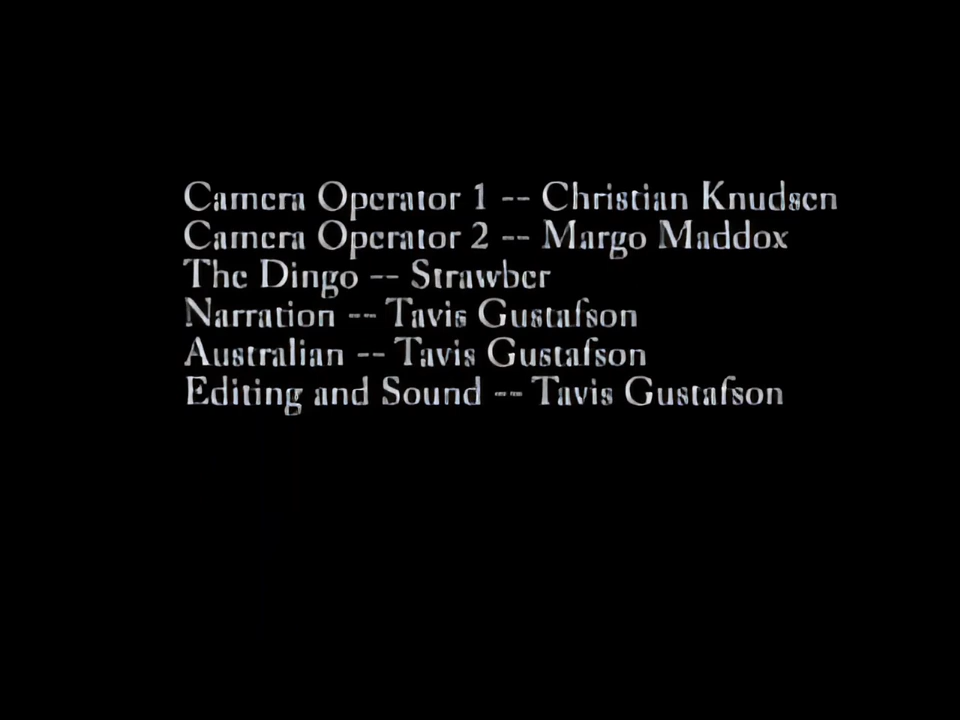 Camera Operator 1 -- Christian Knudsen
Camera Operator 2 -- Margo Maddox
The Dingo -- Strawber
Narration -- Tavis Gustafson
Australian -- Tavis Gustafson
Editing and Sound -- Tavis Gustafson